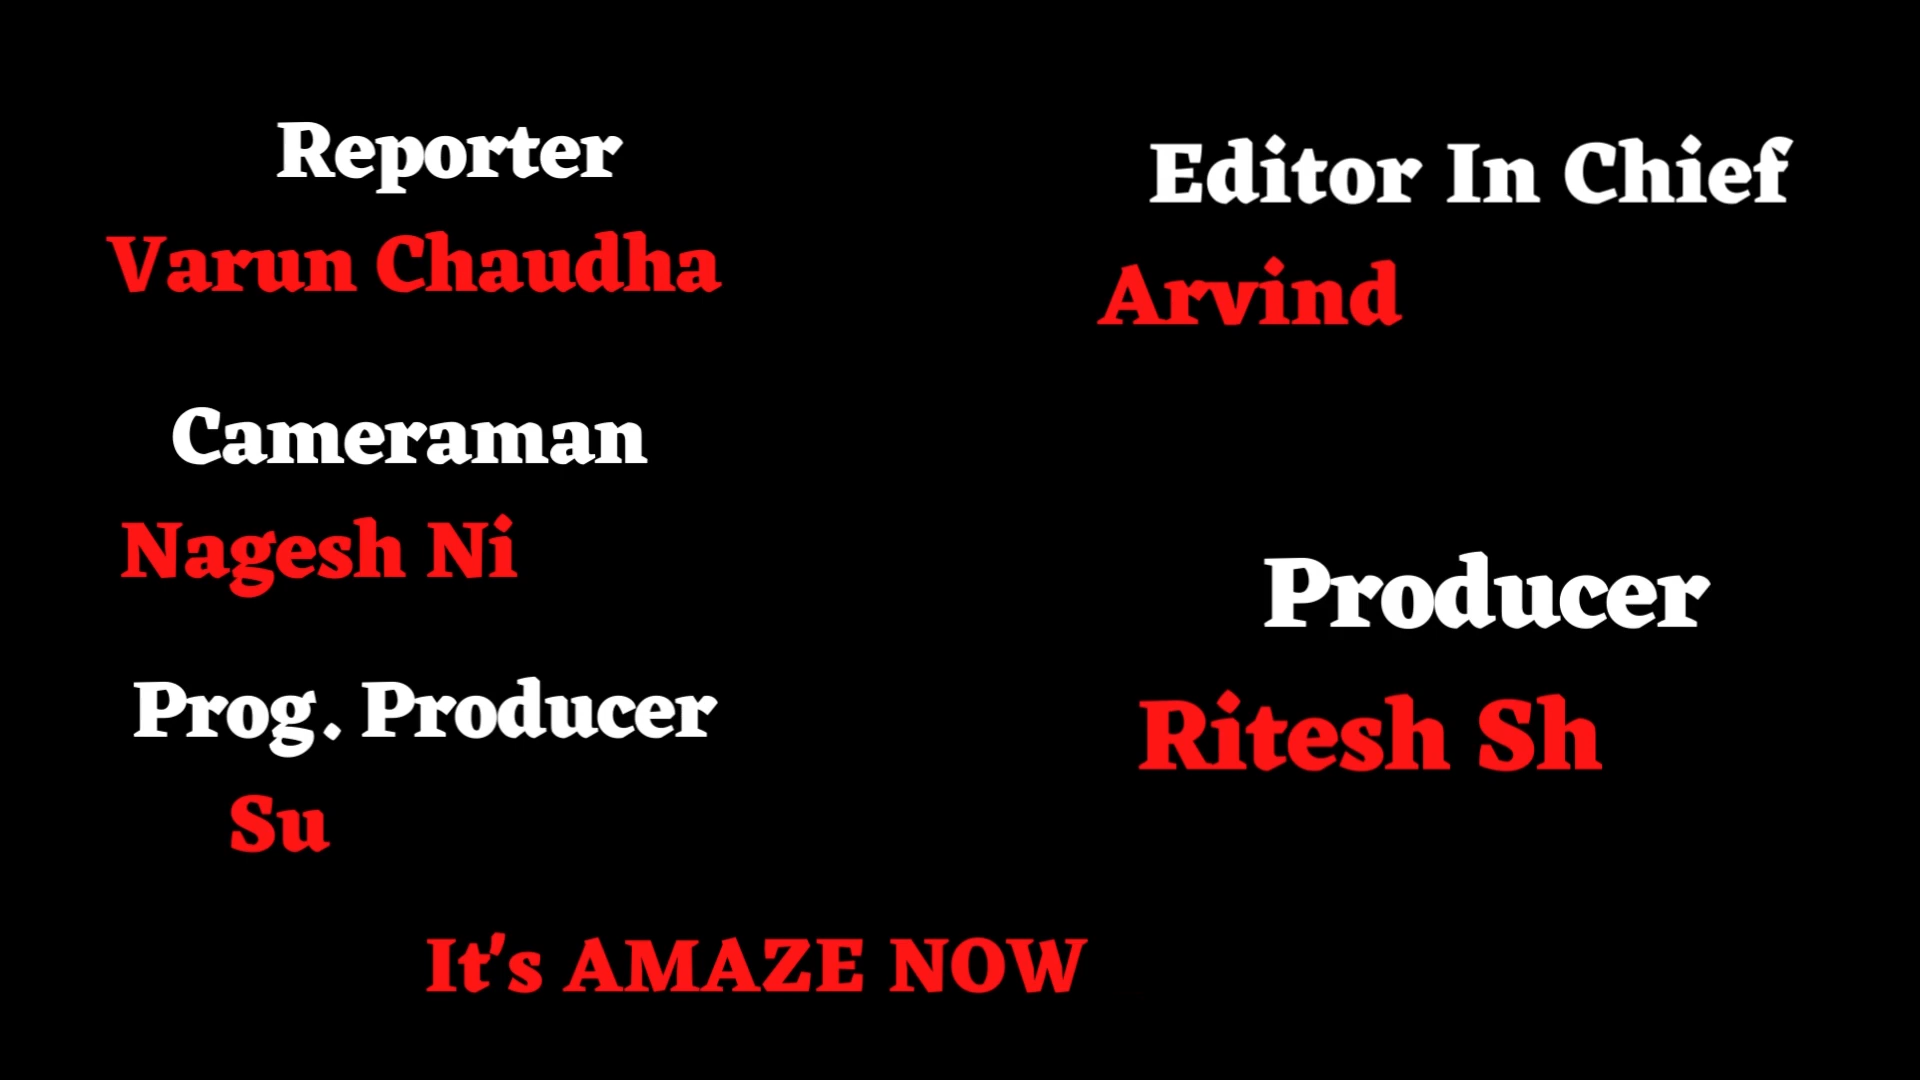 Reporter
Varun Chaudha
Cameraman
Nagesh Ni
Prog. Producer
Su
Editor In Chief
Arvind
Producer
Ritesh Sh
It's AMAZE NOW